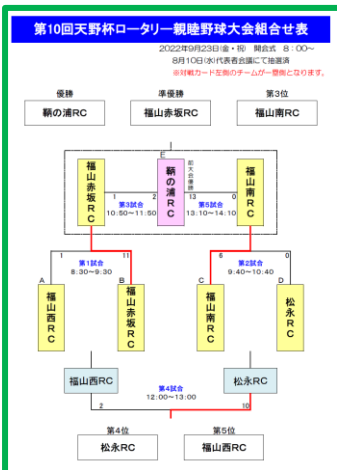 第10回天野杯ロータリー親睦野球大会組合せ表
2022年9月23日(金・祝) 開会式 8:00~
8月10日(水)代表者会議にて抽選済
※対戦カード左側のチームが一塁側となります。
優勝 準優勝 第3位
鞆の浦RC 福山赤坂RC 福山南RC
E
福山赤坂RC 鞆の浦RC 前大会優勝 福山南RC
1 2 13 0
第3試合 第5試合
10:50~11:50 13:10~14:10
1 11 6 0
第1試合 第2試合
8:30~9:30 9:40~10:40
A B C D
福山西RC 福山赤坂RC 福山南RC 松永RC
福山西RC 松永RC
第4試合
12:00~13:00
2 10
第4位 第5位
松永RC 福山西RC